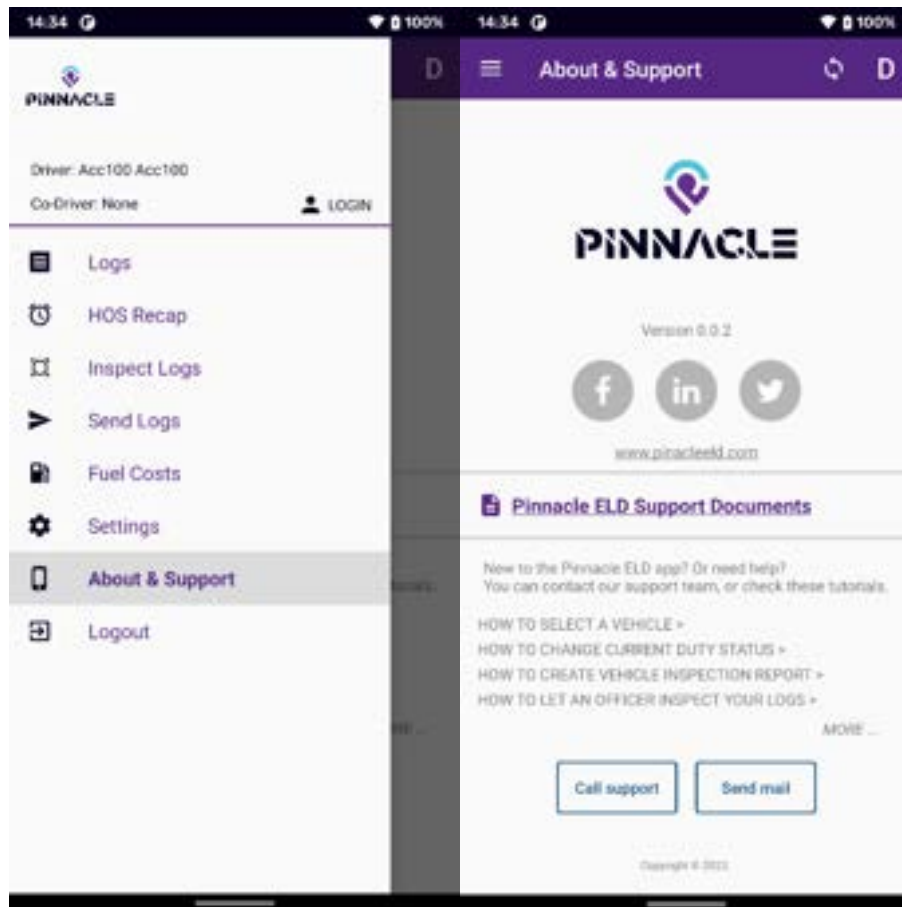 14:34
100%
D
PINNACLE
Driver: Acc100 Acc100
Co-Driver: None
LOGIN
Logs
HOS Recap
Inspect Logs
Send Logs
Fuel Costs
Settings
About & Support
Logout
14:34
100%
About & Support
D
PINNACLE
Version 0.0.2
f
in
www.pinacleeld.com
Pinnacle ELD Support Documents
New to the Pinnacle ELD app? Or need help?
You can contact our support team, or check these tutorials.
HOW TO SELECT A VEHICLE >
HOW TO CHANGE CURRENT DUTY STATUS >
HOW TO CREATE VEHICLE INSPECTION REPORT >
HOW TO LET AN OFFICER INSPECT YOUR LOGS >
MORE ...
Call support
Send mail
Copyright ©